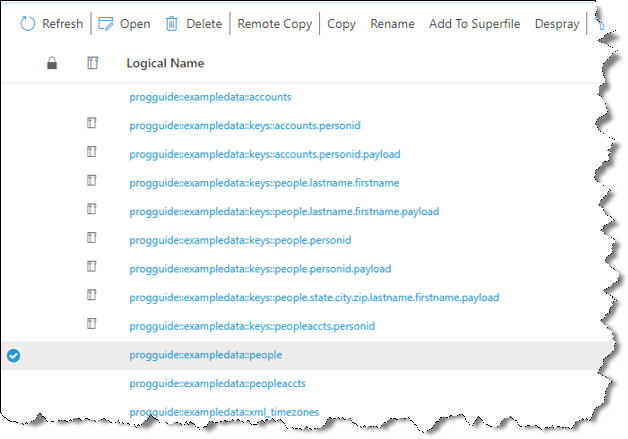 Refresh Open Delete Remote Copy Copy Rename Add To Superfile Despray
Logical Name
progguide::exampledata::accounts
progguide::exampledata::keys::accounts.personid
progguide::exampledata::keys::accounts.personid.payload
progguide::exampledata::keys::people.lastname.firstname
progguide::exampledata::keys::people.lastname.firstname.payload
progguide::exampledata::keys::people.personid
progguide::exampledata::keys::people.personid.payload
progguide::exampledata::keys::people.state.city.zip.lastname.firstname.payload
progguide::exampledata::keys::peopleaccts.personid
progguide::exampledata::people
progguide::exampledata::peopleaccts
progguide::exampledata::xml_timezones